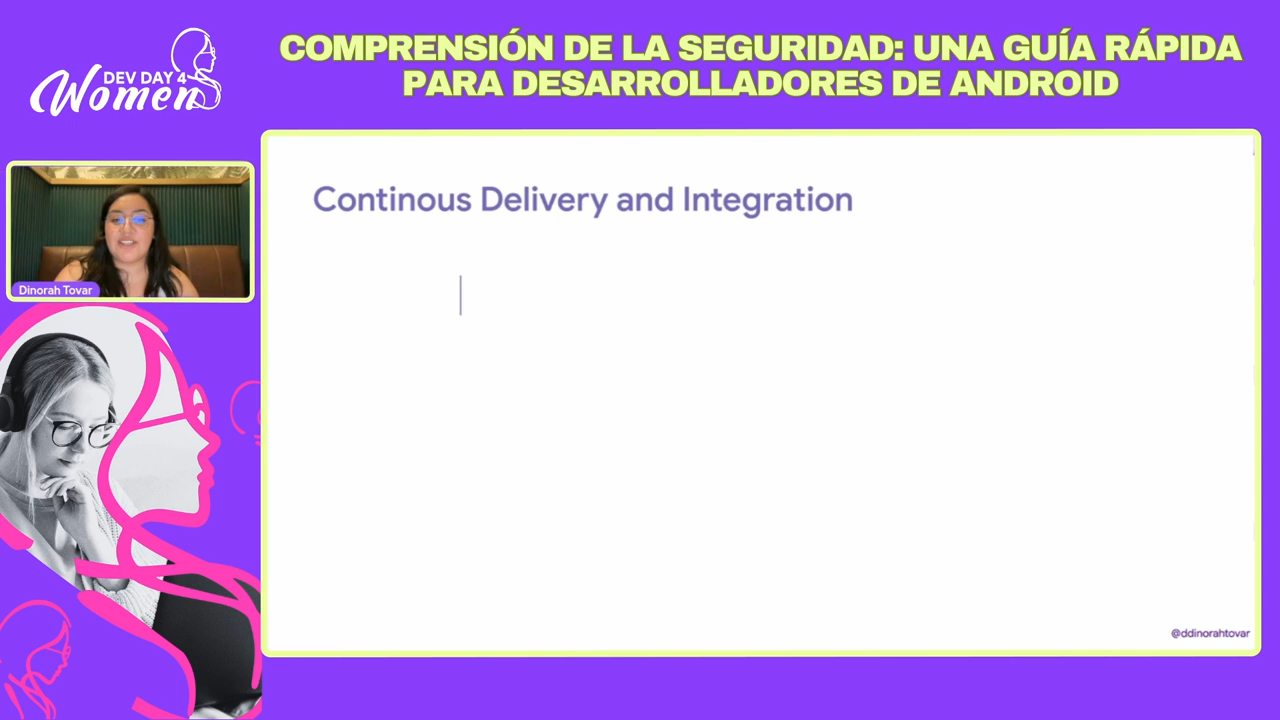 DEV DAY 4
Women
COMPRENSIÓN DE LA SEGURIDAD: UNA GUÍA RÁPIDA
PARA DESARROLLADORES DE ANDROID
Dinorah Tovar
Continous Delivery and Integration
@ddinorahtovar